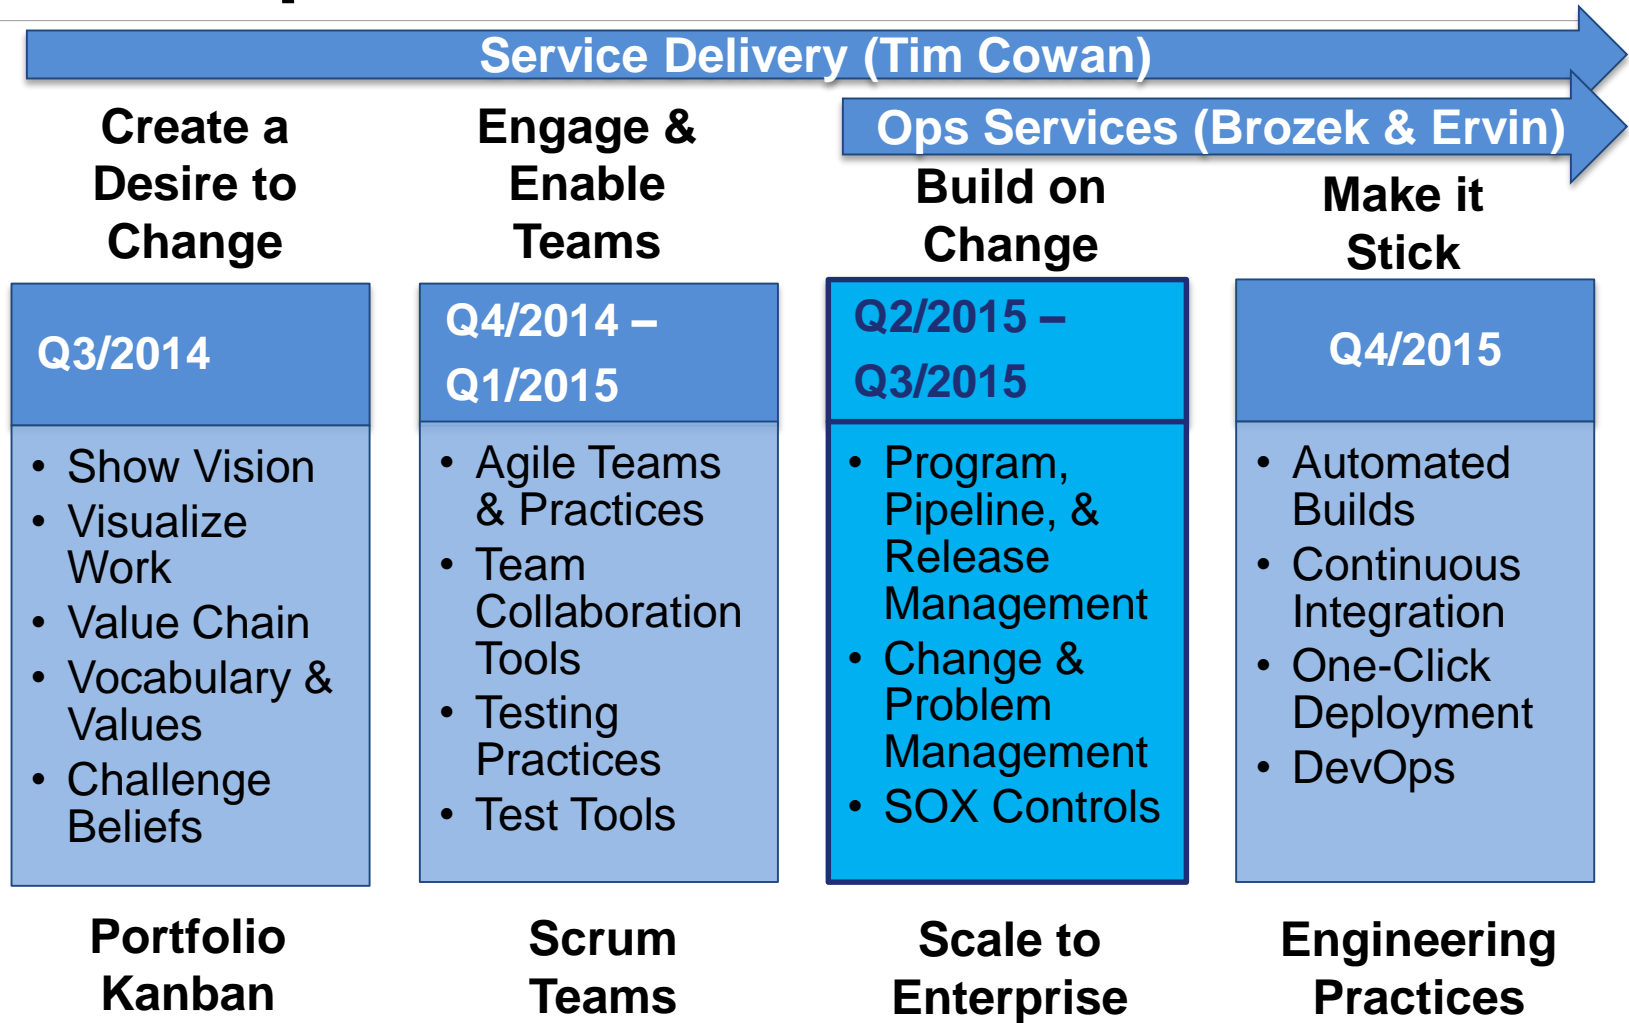 Service Delivery (Tim Cowan)
Ops Services (Brozek & Ervin)
Create a
Desire to
Change
Engage &
Enable
Teams
Build on
Change
Make it
Stick
Q3/2014
• Show Vision
• Visualize
Work
• Value Chain
• Vocabulary &
Values
• Challenge
Beliefs
Q4/2014 –
Q1/2015
• Agile Teams
& Practices
• Team
Collaboration
Tools
• Testing
Practices
• Test Tools
Q2/2015 –
Q3/2015
• Program,
Pipeline, &
Release
Management
• Change &
Problem
Management
• SOX Controls
Q4/2015
• Automated
Builds
• Continuous
Integration
• One-Click
Deployment
• DevOps
Portfolio
Kanban
Scrum
Teams
Scale to
Enterprise
Engineering
Practices